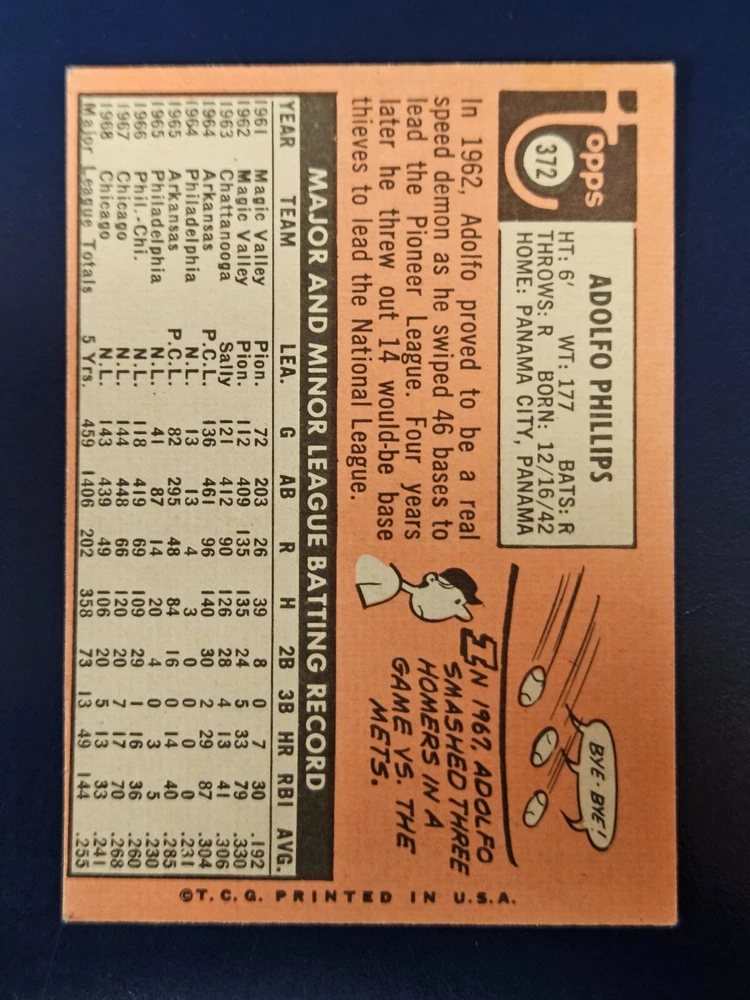 Topps
372
ADOLFO PHILLIPS
HT: 6' WT: 177 BATS: R
THROWS: R BORN: 12/16/42
HOME: PANAMA CITY, PANAMA
In 1962, Adolfo proved to be a real
speed demon as he swiped 46 bases to
lead the Pioneer League. Four years
later he threw out 14 would-be base
thieves to lead the National League.
BYE-BYE!
IN 1967, ADOLFO
SMASHED THREE
HOMERS IN A
GAME VS. THE
METS.
MAJOR AND MINOR LEAGUE BATTING RECORD
YEAR TEAM LEA. G AB R H 2B 3B HR RBI AVG.
1961 Magic Valley Pion. 72 203 26 39 8 0 7 30 .192
1962 Magic Valley Pion. 112 409 135 135 24 5 33 79 .330
1963 Chattanooga Sally 121 412 90 126 28 4 13 41 .306
1964 Arkansas P.C.L. 136 461 96 140 30 2 29 87 .304
1964 Philadelphia N.L. 13 13 4 3 0 0 0 0 .231
1965 Arkansas P.C.L. 82 295 48 84 16 0 14 40 .285
1965 Philadelphia N.L. 41 87 14 20 4 0 3 5 .230
1966 Phil.-Chi. N.L. 118 419 69 109 29 1 16 36 .260
1967 Chicago N.L. 144 448 66 120 20 7 17 70 .268
1968 Chicago N.L. 143 439 49 106 20 5 13 33 .241
Major League Totals 5 Yrs. 459 1406 202 358 73 13 49 144 .255
©T.C.G. PRINTED IN U.S.A.